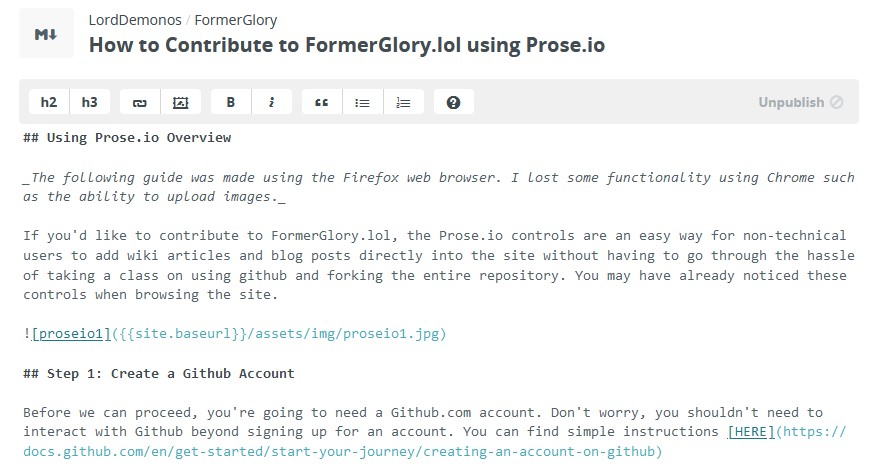 M↓
LordDemonos / FormerGlory
How to Contribute to FormerGlory.lol using Prose.io
h2 h3 B i “ ? Unpublish
## Using Prose.io Overview
_The following guide was made using the Firefox web browser. I lost some functionality using Chrome such
as the ability to upload images._
If you'd like to contribute to FormerGlory.lol, the Prose.io controls are an easy way for non-technical
users to add wiki articles and blog posts directly into the site without having to go through the hassle
of taking a class on using github and forking the entire repository. You may have already noticed these
controls when browsing the site.
![proseio1]({{site.baseurl}}/assets/img/proseio1.jpg)
## Step 1: Create a Github Account
Before we can proceed, you're going to need a Github.com account. Don't worry, you shouldn't need to
interact with Github beyond signing up for an account. You can find simple instructions [HERE](https://
docs.github.com/en/get-started/start-your-journey/creating-an-account-on-github)